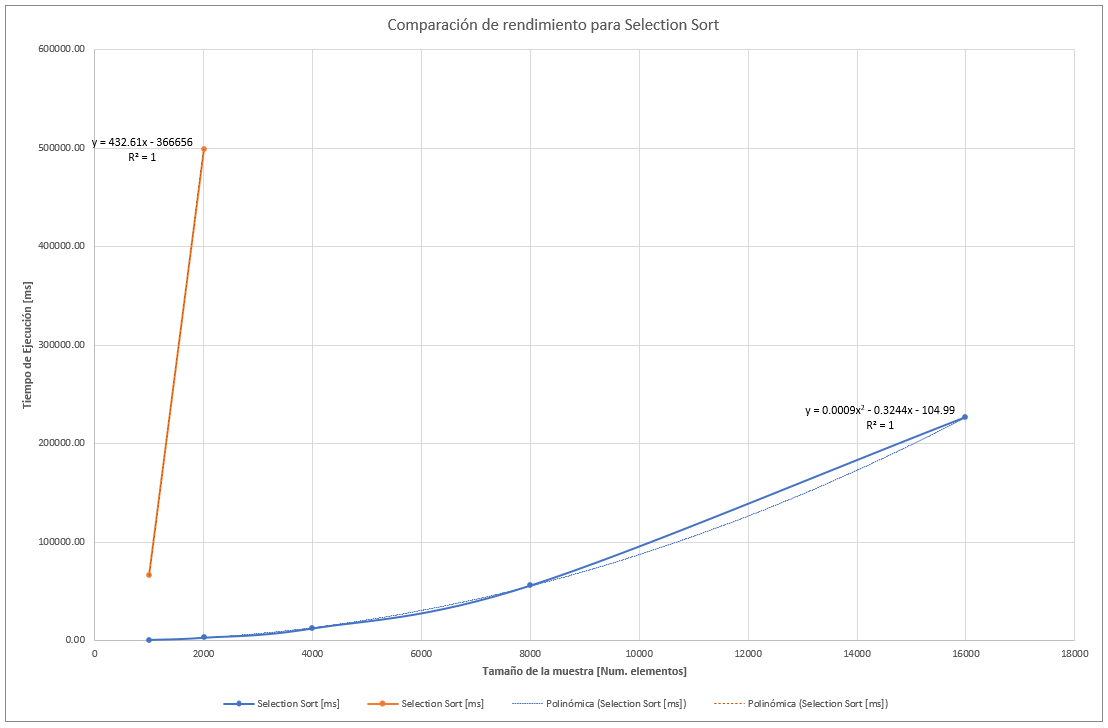 Comparación de rendimiento para Selection Sort
600000.00
500000.00
400000.00
300000.00
200000.00
100000.00
0.00
Tiempo de Ejecución [ms]
y = 432.61x - 366656
R² = 1
y = 0.0009x² - 0.3244x - 104.99
R² = 1
0 2000 4000 6000 8000 10000 12000 14000 16000 18000
Tamaño de la muestra [Num. elementos]
Selection Sort [ms] Selection Sort [ms] Polinómica (Selection Sort [ms]) Polinómica (Selection Sort [ms])